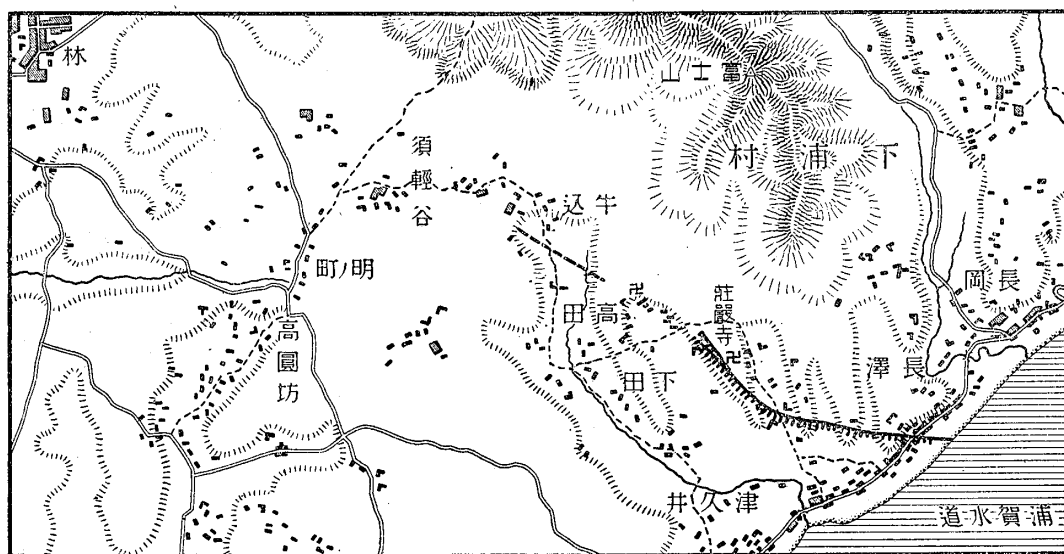 林
山士富
村浦下
須輕谷
込牛
町ノ明
岡長
田高
莊嚴寺
高圓坊
田下
澤長
井久津
道水賀浦